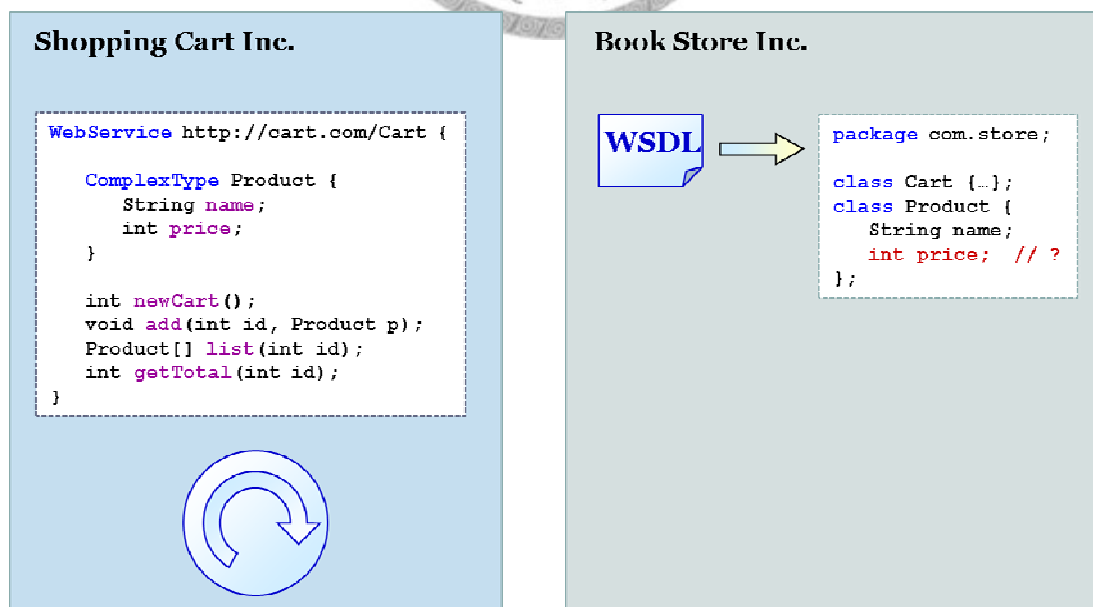 Shopping Cart Inc.
WebService http://cart.com/Cart {
ComplexType Product {
String name;
int price;
}
int newCart();
void add(int id, Product p);
Product[] list(int id);
int getTotal(int id);
}
Book Store Inc.
WSDL
package com.store;
class Cart {…};
class Product {
String name;
int price; // ?
};